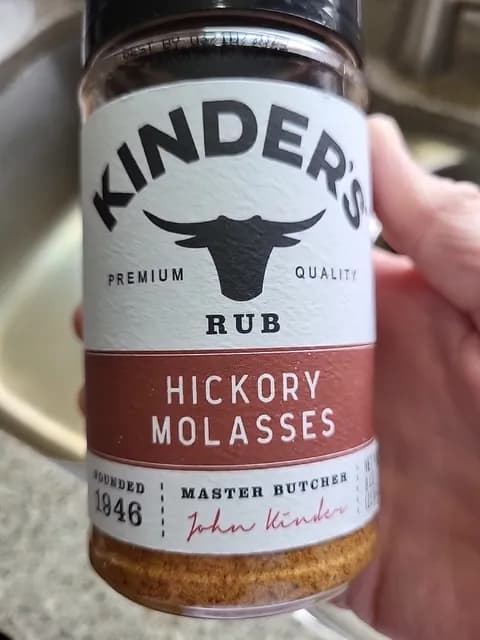 KINDER'S
PREMIUM QUALITY
RUB
HICKORY
MOLASSES
FOUNDED
1946
MASTER BUTCHER
John Kinder